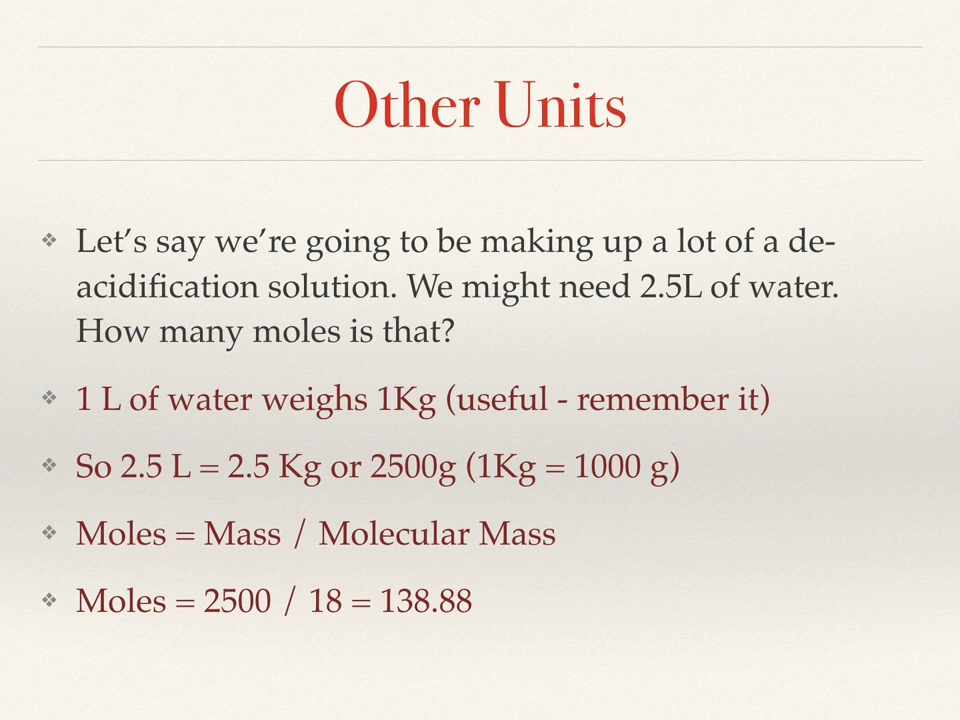 Other Units
❖ Let’s say we’re going to be making up a lot of a de-
acidification solution. We might need 2.5L of water.
How many moles is that?
❖ 1 L of water weighs 1Kg (useful - remember it)
❖ So 2.5 L = 2.5 Kg or 2500g (1Kg = 1000 g)
❖ Moles = Mass / Molecular Mass
❖ Moles = 2500 / 18 = 138.88